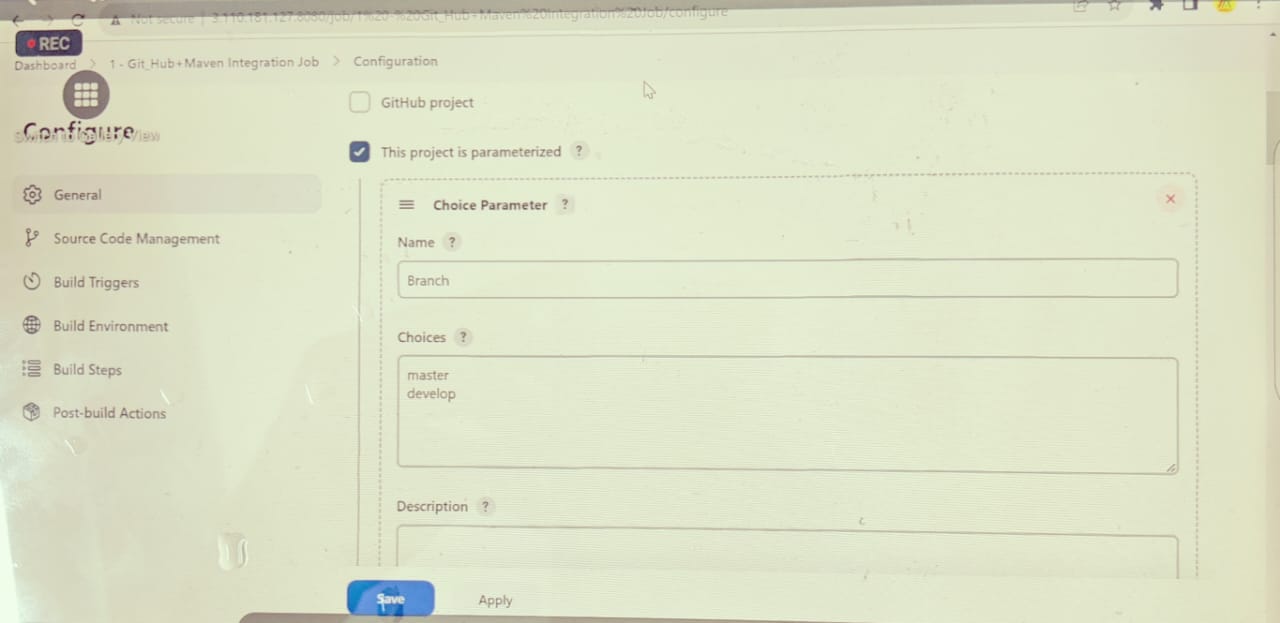 Not secure | 3.110.181.127:8080/job/1%20-%20Git_Hub+Maven%20Integration%20Job/configure
REC
Dashboard > 1 - Git_Hub+Maven Integration Job > Configuration
GitHub project
Configure
Switch to Gallery View
This project is parameterized ?
General
Choice Parameter ?
Source Code Management
Name ?
Build Triggers
Branch
Build Environment
Choices ?
Build Steps
master
develop
Post-build Actions
Description ?
Save
Apply